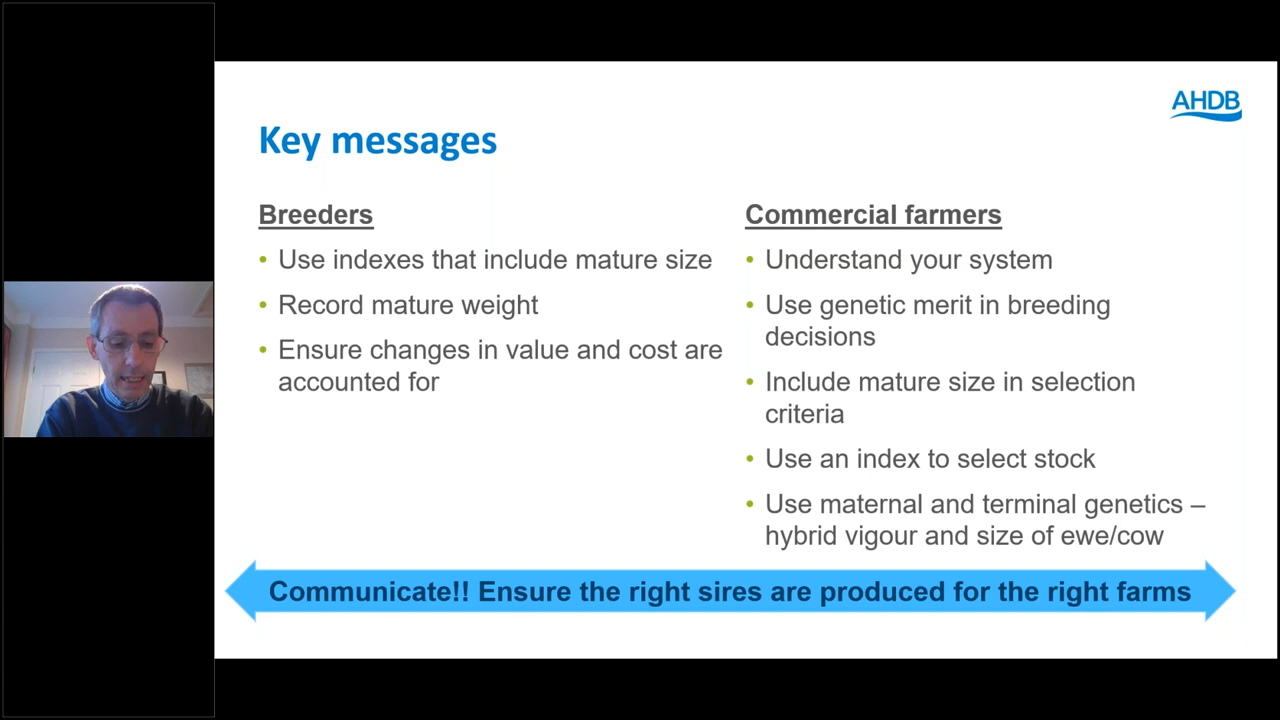 AHDB
Key messages
Breeders
• Use indexes that include mature size
• Record mature weight
• Ensure changes in value and cost are
accounted for
Commercial farmers
• Understand your system
• Use genetic merit in breeding
decisions
• Include mature size in selection
criteria
• Use an index to select stock
• Use maternal and terminal genetics –
hybrid vigour and size of ewe/cow
Communicate!! Ensure the right sires are produced for the right farms